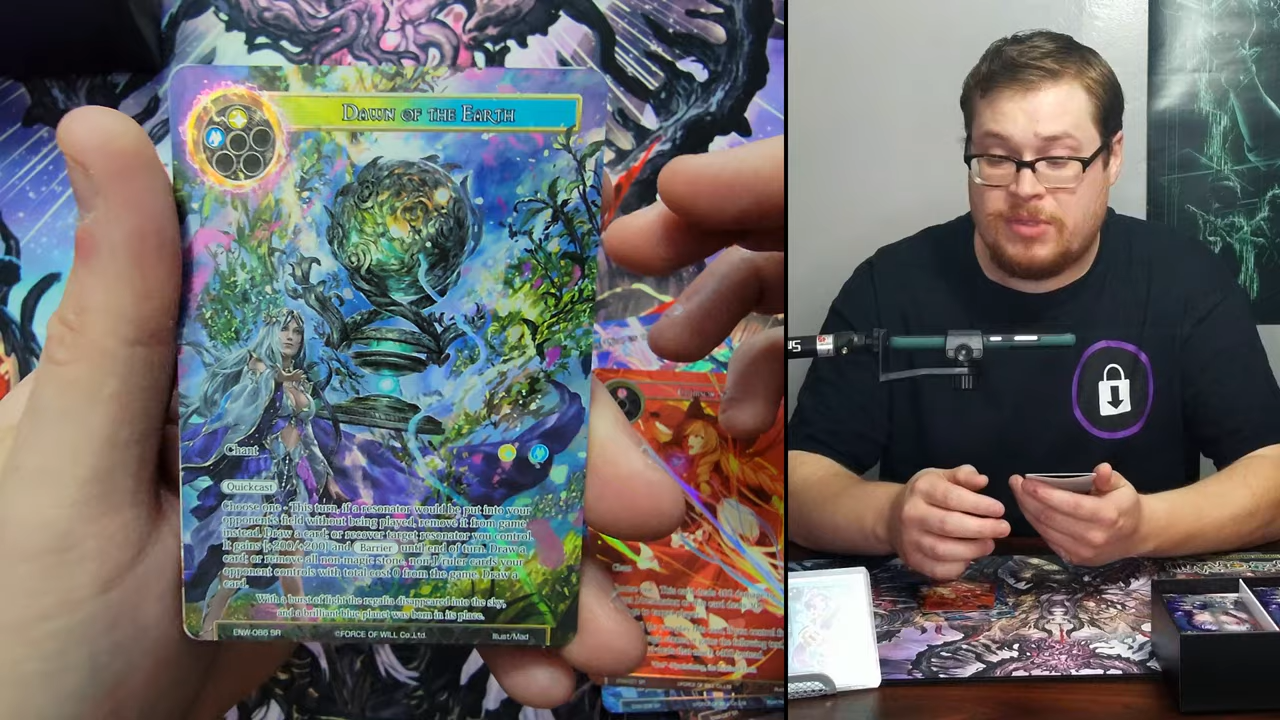 Dawn of the Earth
Chant
Quickcast
Choose one - This turn, if a resonator would be put into your
opponent's field without being played, remove it from game
instead. Draw a card; or recover target resonator you control.
It gains [+200/+200] and Barrier until end of turn. Draw a
card; or remove all non-magic stone, non-J/ruler cards your
opponent controls with total cost 0 from the game. Draw a
card.
With a burst of light the regalia disappeared into the sky,
and a brilliant blue planet was born in its place.
ENW-086 SR ©FORCE OF WILL Co.,Ltd. Illust/Mad